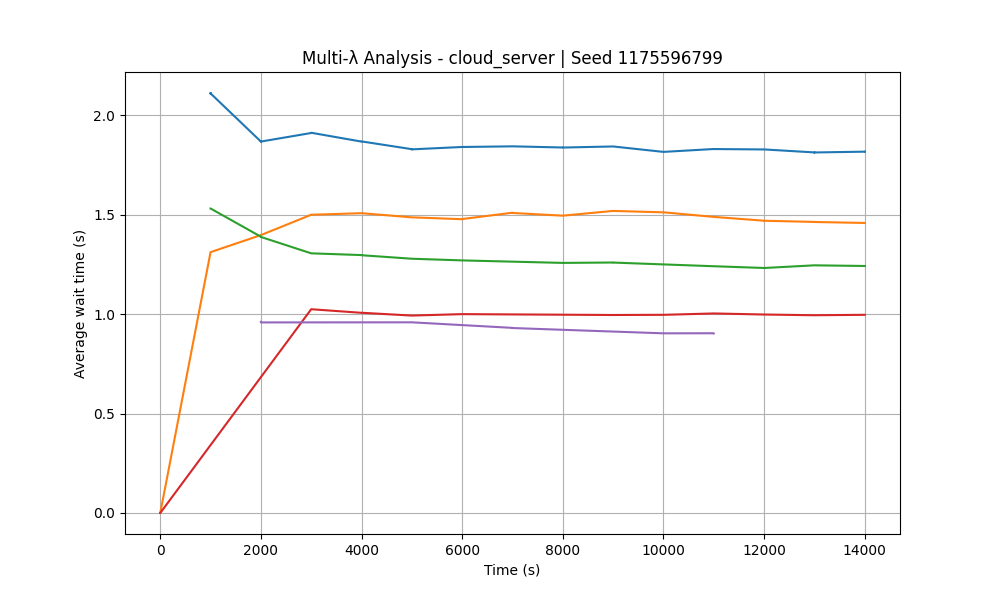 Multi-λ Analysis - cloud_server | Seed 1175596799
Average wait time (s)
2.0
1.5
1.0
0.5
0.0
0 2000 4000 6000 8000 10000 12000 14000
Time (s)